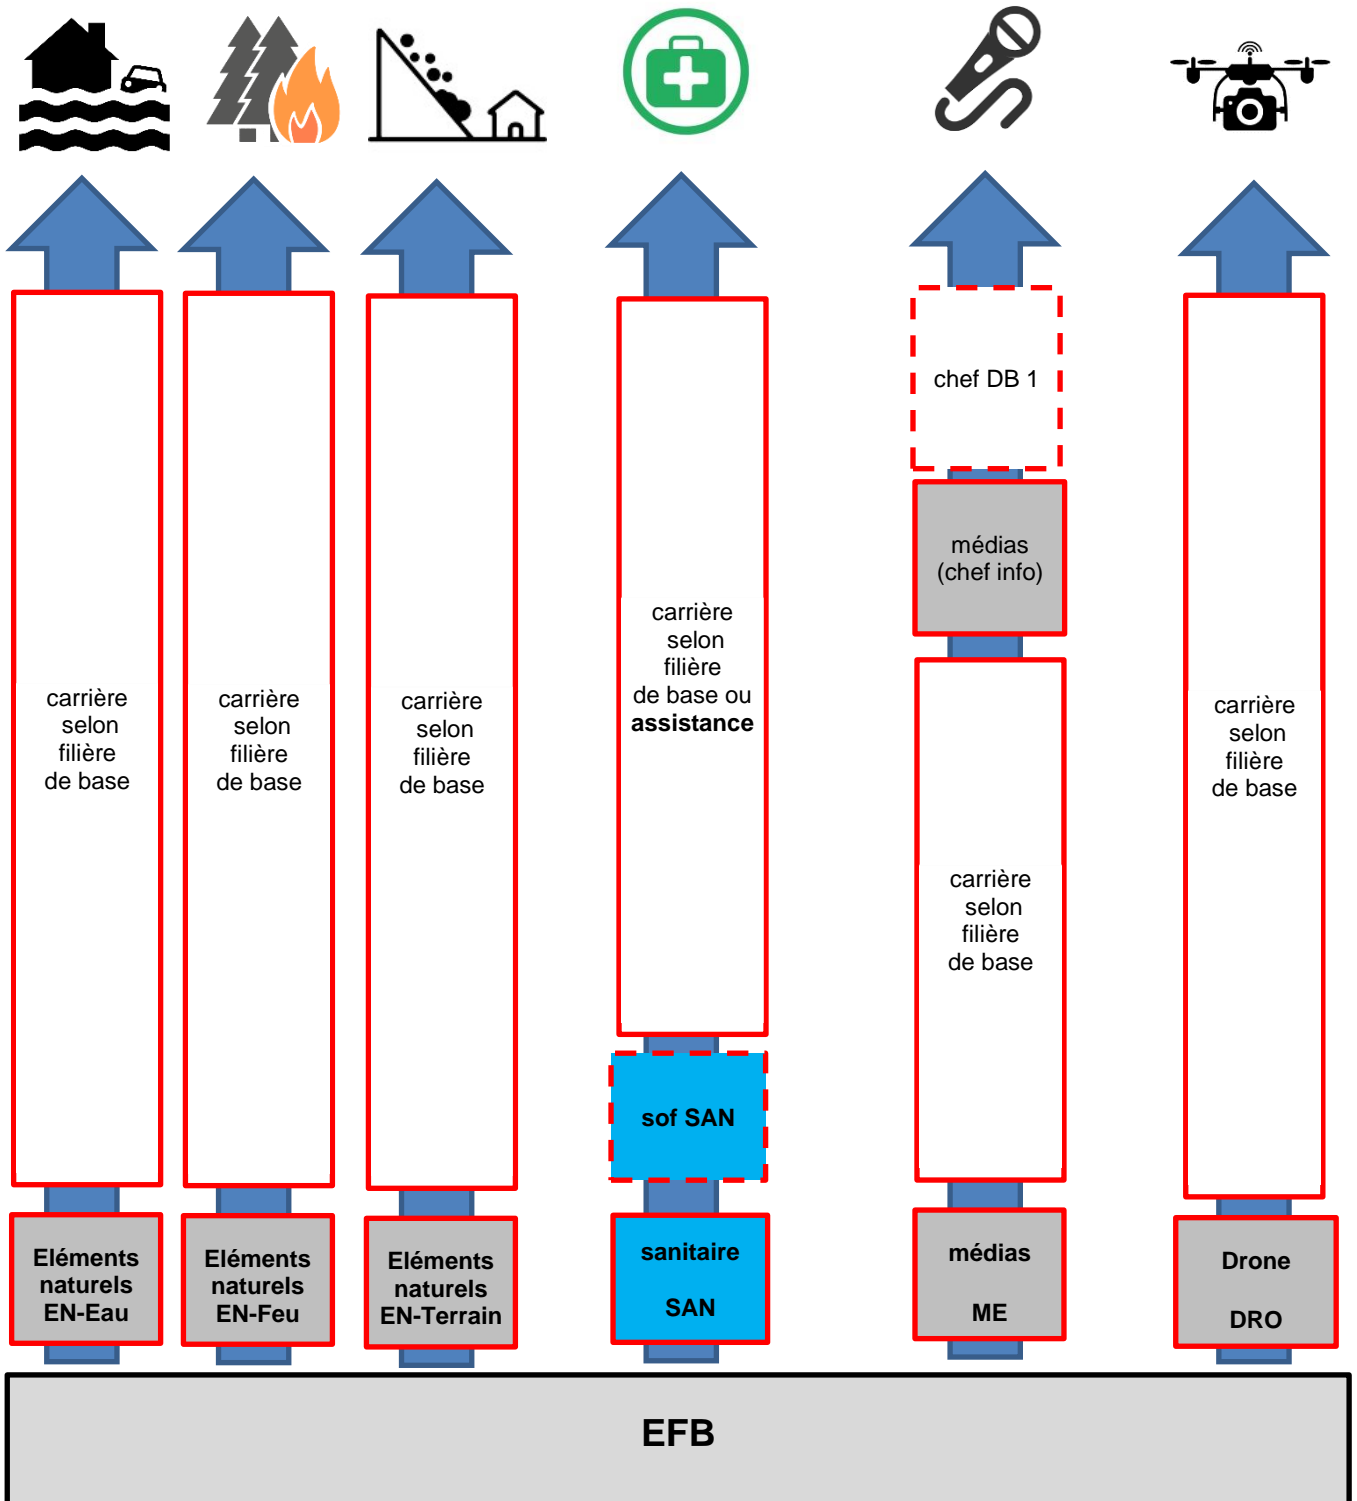 chef DB 1
médias
(chef info)
carrière
selon
filière
de base
carrière
selon
filière
de base
carrière
selon
filière
de base
carrière
selon
filière
de base ou
assistance
carrière
selon
filière
de base
carrière
selon
filière
de base
sof SAN
Eléments
naturels
EN-Eau
Eléments
naturels
EN-Feu
Eléments
naturels
EN-Terrain
sanitaire
SAN
médias
ME
Drone
DRO
EFB